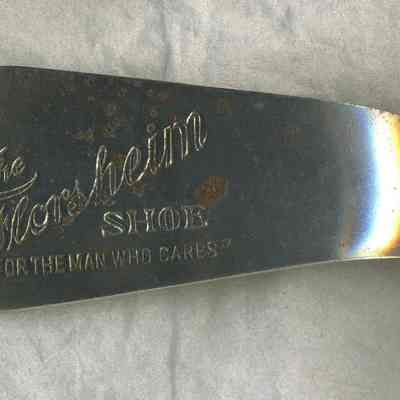 The
Florsheim
SHOE
FOR THE MAN WHO CARES"